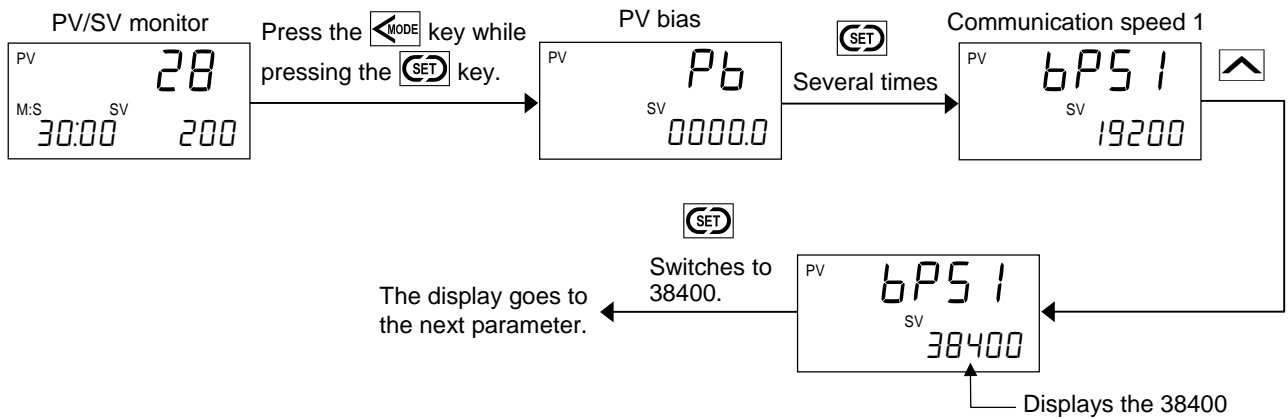 PV/SV monitor
PV
28
M:S
SV
30:00
200
Press the <MODE key while
pressing the SET key.
PV bias
PV
Pb
SV
0000.0
SET
Several times
Communication speed 1
PV
bPS1
SV
19200
SET
Switches to
38400.
The display goes to
the next parameter.
PV
bPS1
SV
38400
Displays the 38400